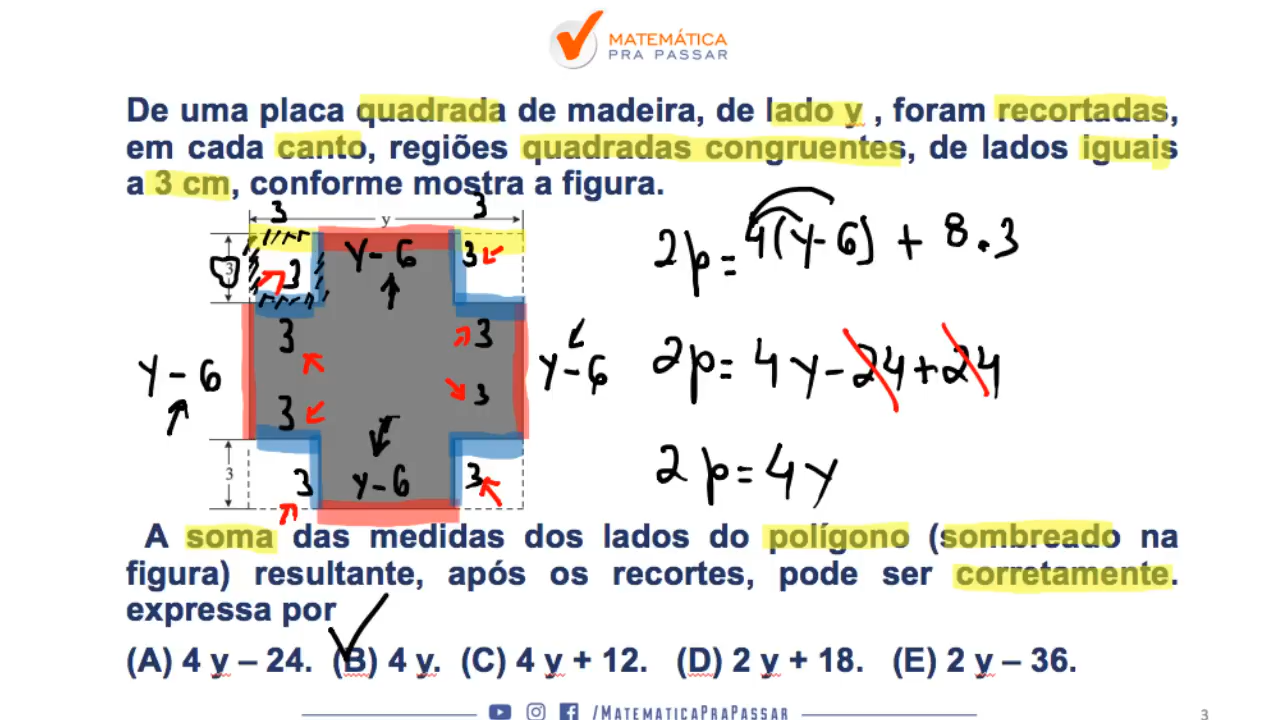 MATEMÁTICA
PRA PASSAR
De uma placa quadrada de madeira, de lado y , foram recortadas,
em cada canto, regiões quadradas congruentes, de lados iguais
a 3 cm, conforme mostra a figura.
3 y 3
3 3 Y-6 3
2p= 4(Y-6) + 8.3
3 3
Y-6 Y-6
2p= 4Y-24+24
3 3
3 3 Y-6 3
2p=4Y
A soma das medidas dos lados do polígono (sombreado na
figura) resultante, após os recortes, pode ser corretamente.
expressa por
(A) 4 y – 24. (B) 4 y. (C) 4 y + 12. (D) 2 y + 18. (E) 2 y – 36.
/MatematicaPraPassar
3